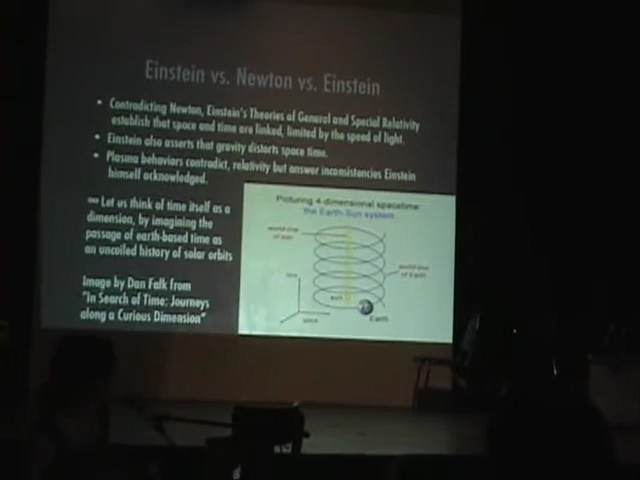 Einstein vs. Newton vs. Einstein
• Contradicting Newton, Einstein's Theories of General and Special Relativity
establish that space and time are linked, limited by the speed of light.
• Einstein also asserts that gravity distorts space time.
• Plasma behaviors contradict, relativity but answer inconsistencies Einstein
himself acknowledged.
∞ Let us think of time itself as a
dimension, by imagining the
passage of earth-based time as
an uncoiled history of solar orbits
Image by Dan Falk from
"In Search of Time: Journeys
along a Curious Dimension"
Picturing 4-dimensional spacetime:
the Earth-Sun system
world-line
of sun
world-line
of Earth
time
sun
space
Earth